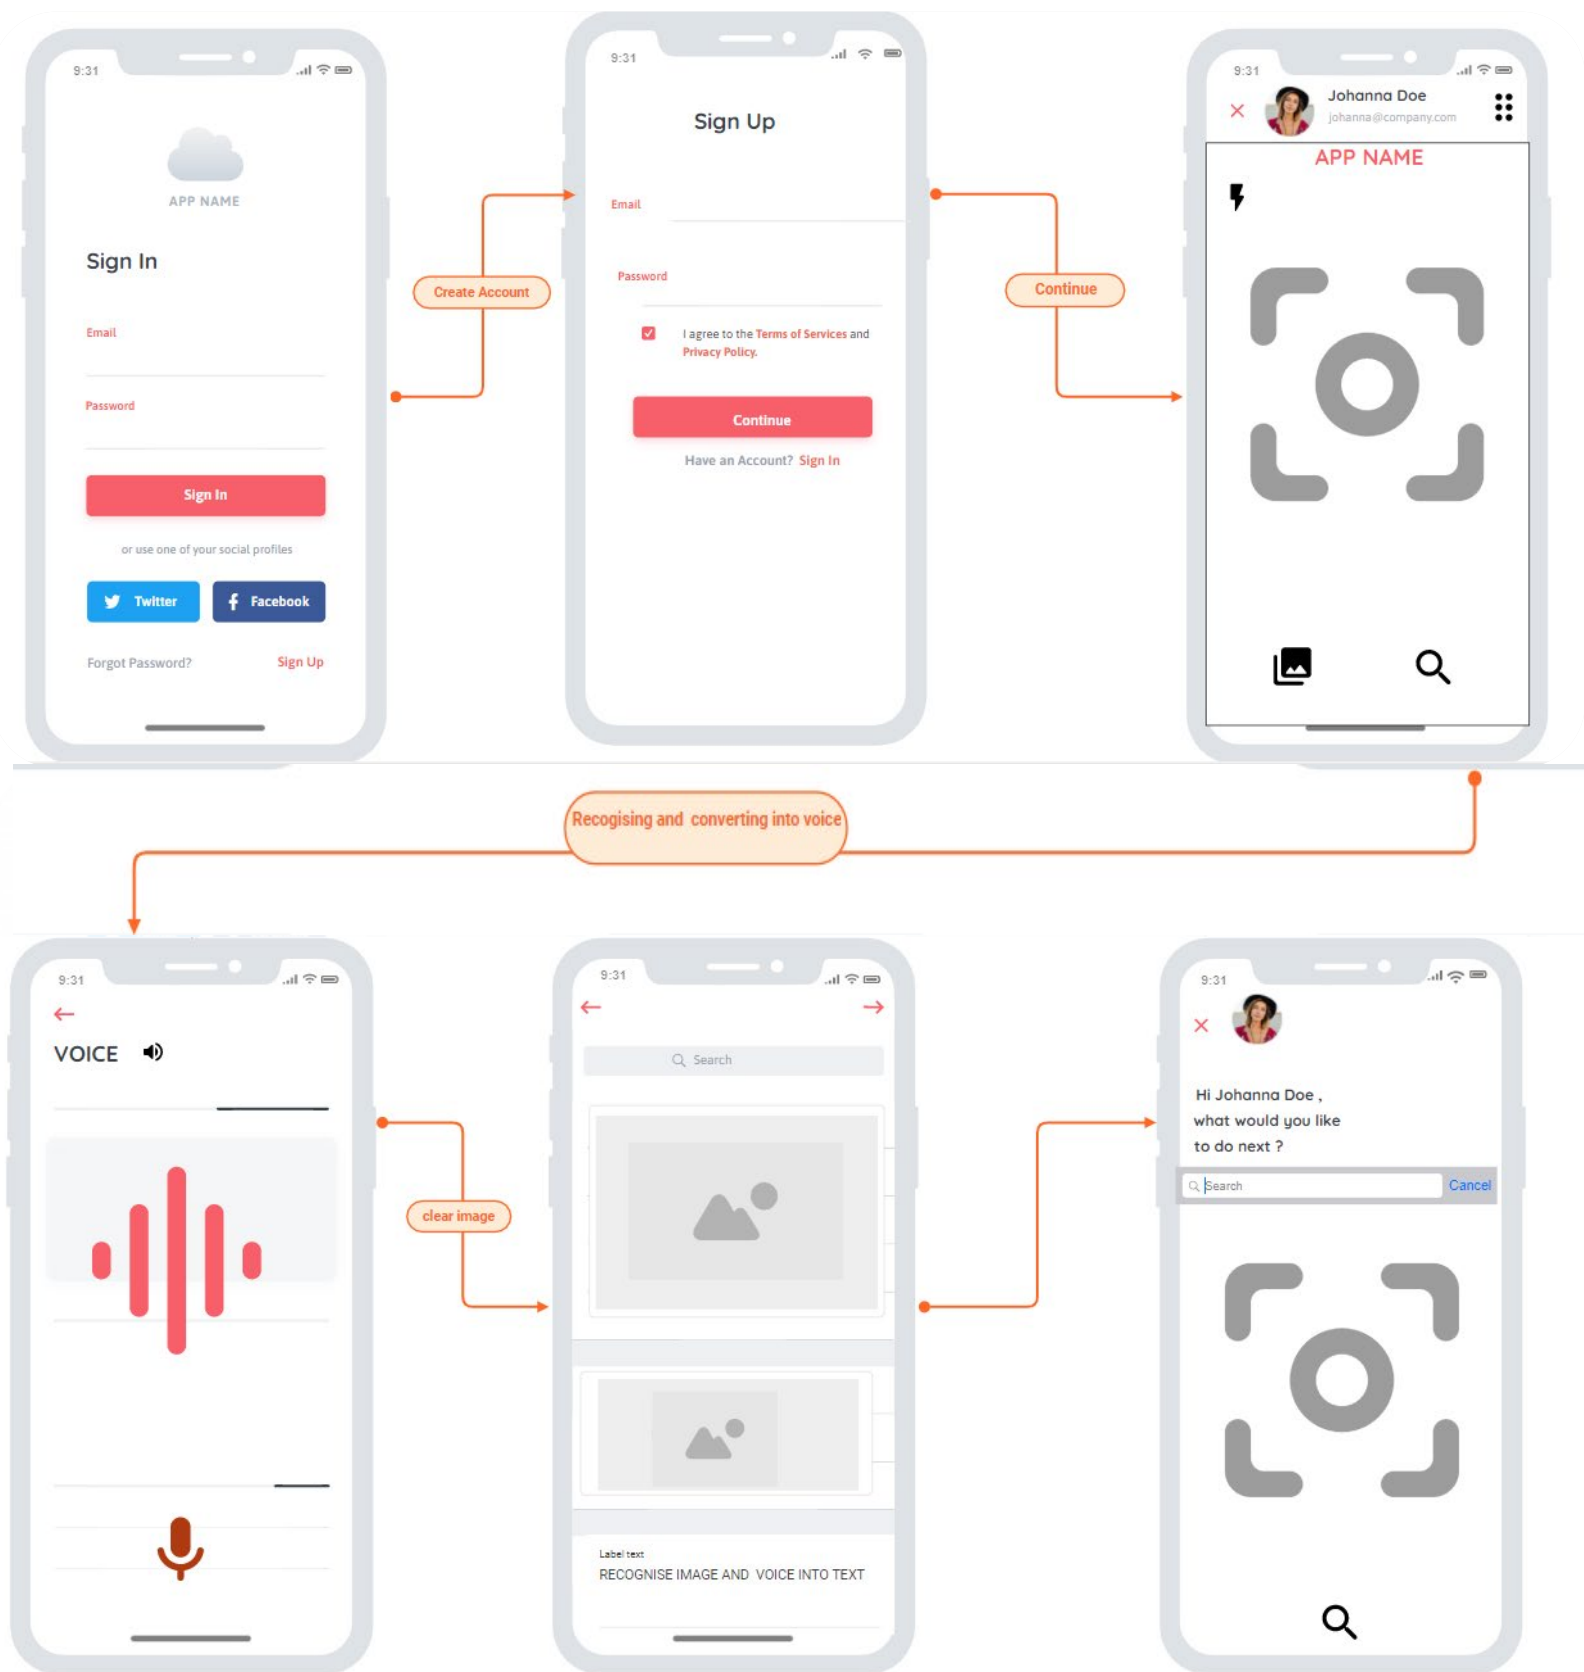 9:31
APP NAME
Sign In
Email
Password
Sign In
or use one of your social profiles
Twitter
Facebook
Forgot Password?
Sign Up
Create Account
9:31
Sign Up
Email
Password
I agree to the Terms of Services and
Privacy Policy.
Continue
Have an Account? Sign In
Continue
9:31
Johanna Doe
johanna@company.com
APP NAME
Recogising and converting into voice
9:31
VOICE
clear image
9:31
Search
Label text
RECOGNISE IMAGE AND VOICE INTO TEXT
9:31
Hi Johanna Doe ,
what would you like
to do next ?
Search
Cancel